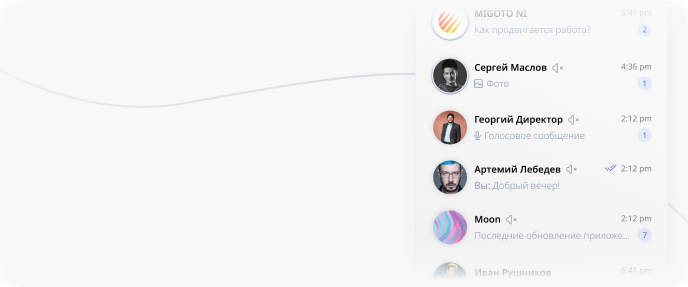 MIGOTO NI 5:41 pm
Как продвигается работа? 2
Сергей Маслов 4:36 pm
Фото 1
Георгий Директор 2:12 pm
Голосовое сообщение 1
Артемий Лебедев 2:12 pm
Вы: Добрый вечер!
Moon 2:12 pm
Последние обновление приложе... 7
Иван Рушников 5:41 pm